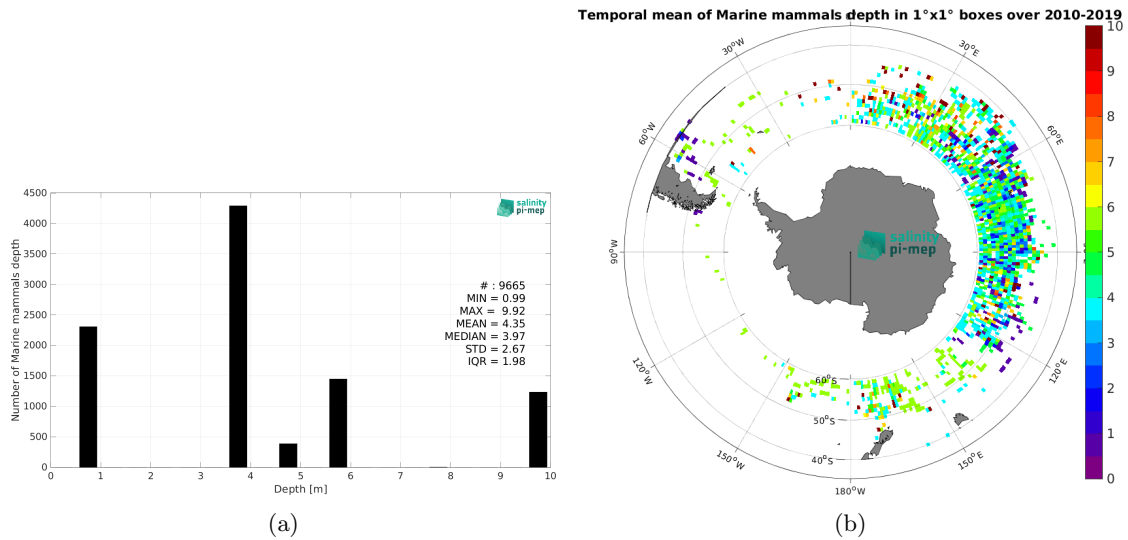 Temporal mean of Marine mammals depth in 1°x1° boxes over 2010-2019
4500
4000
3500
3000
2500
2000
1500
1000
500
0
Number of Marine mammals depth
salinity
pi-mep
# : 9665
MIN = 0.99
MAX = 9.92
MEAN = 4.35
MEDIAN = 3.97
STD = 2.67
IQR = 1.98
0 1 2 3 4 5 6 7 8 9 10
Depth [m]
(a)
30°W
30°E
60°W
60°E
90°W
120°W
120°E
150°W
150°E
180°W
60°S
50°S
40°S
salinity
pi-mep
10
9
8
7
6
5
4
3
2
1
0
(b)